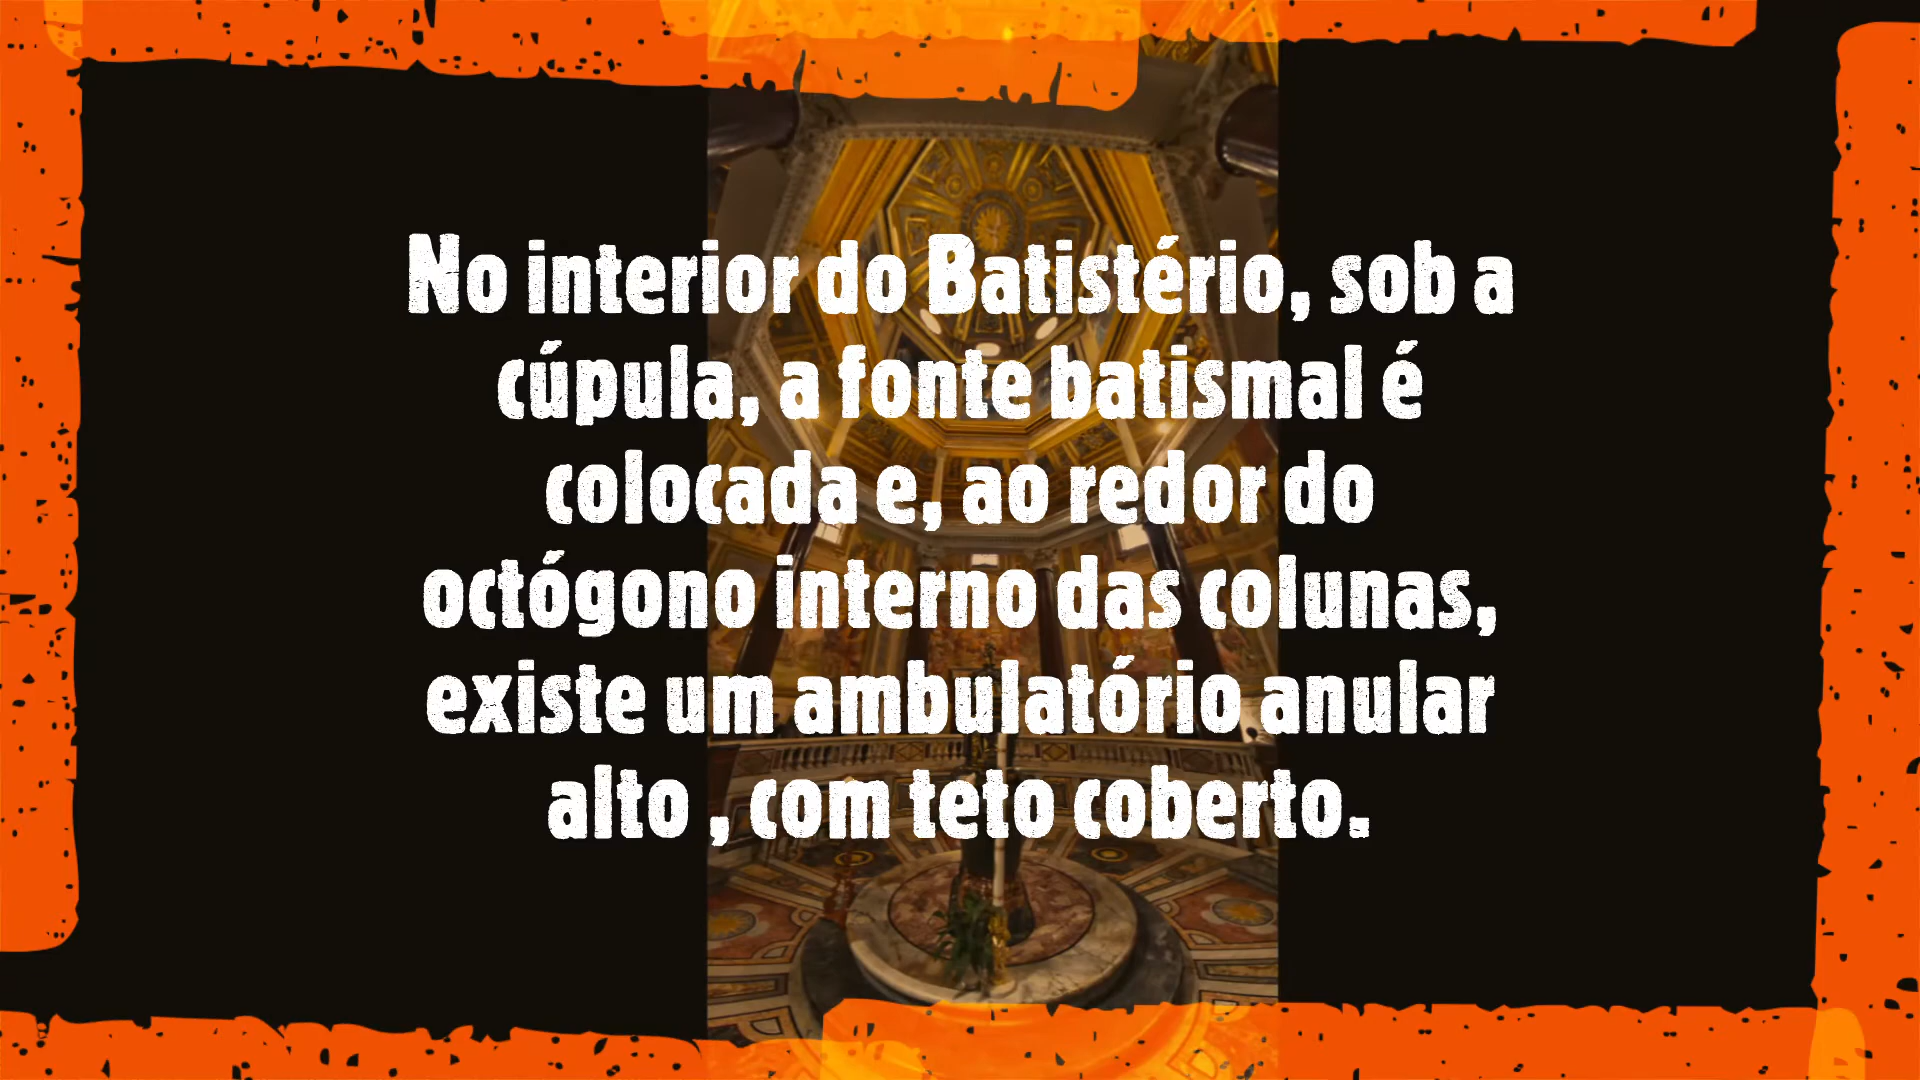 No interior do Batistério, sob a
cúpula, a fonte batismal é
colocada e, ao redor do
octógono interno das colunas,
existe um ambulatório anular
alto , com teto coberto.